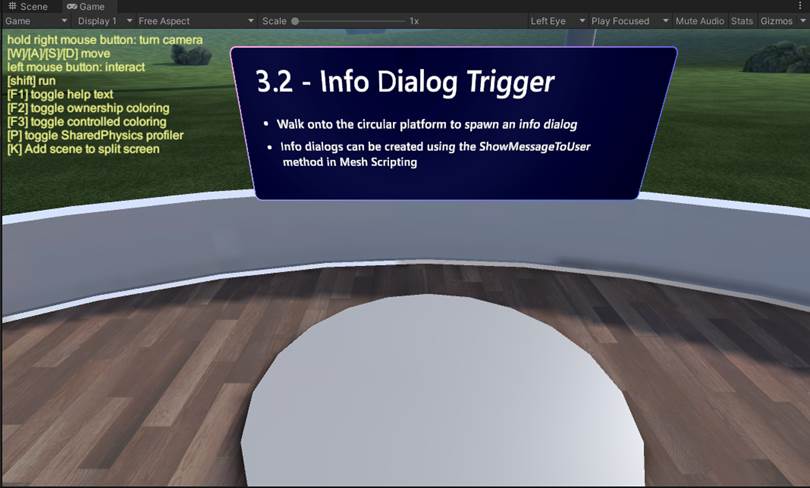 Scene Game
Game Display 1 Free Aspect Scale 1x Left Eye Play Focused Mute Audio Stats Gizmos
hold right mouse button: turn camera
[W]/[A]/[S]/[D] move
left mouse button: interact
[shift] run
[F1] toggle help text
[F2] toggle ownership coloring
[F3] toggle controlled coloring
[P] toggle SharedPhysics profiler
[K] Add scene to split screen
3.2 - Info Dialog Trigger
• Walk onto the circular platform to spawn an info dialog
• Info dialogs can be created using the ShowMessageToUser
method in Mesh Scripting